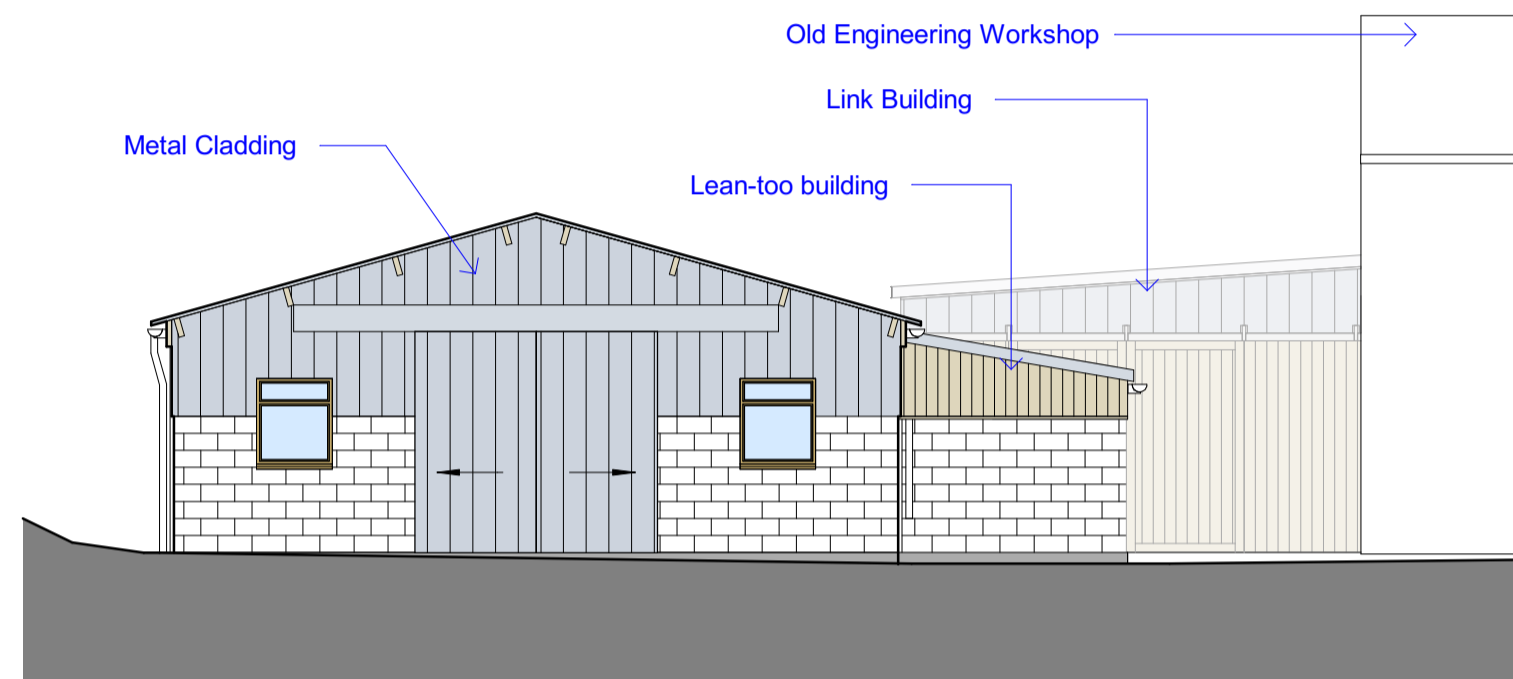 Old Engineering Workshop
Link Building
Metal Cladding
Lean-too building